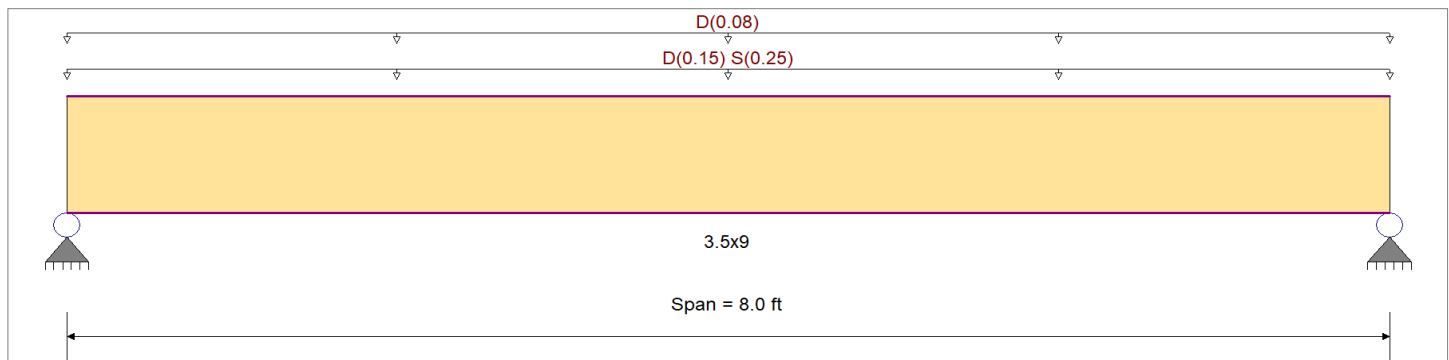 D(0.08)
D(0.15) S(0.25)
3.5x9
Span = 8.0 ft